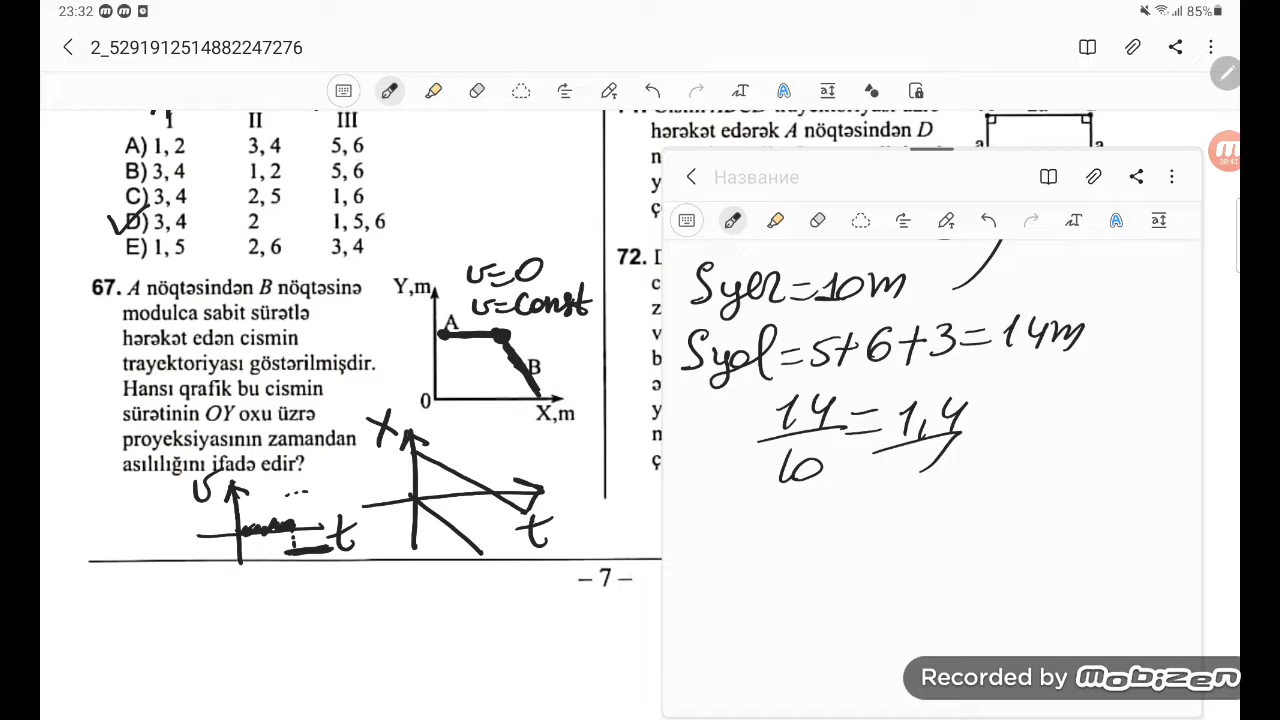 23:32
85%
2_5291912514882247276
I II III
A) 1, 2 3, 4 5, 6
B) 3, 4 1, 2 5, 6
C) 3, 4 2, 5 1, 6
D) 3, 4 2 1, 5, 6
E) 1, 5 2, 6 3, 4
67. A nöqtəsindən B nöqtəsinə
modulca sabit sürətlə
hərəkət edən cismin
trayektoriyası göstərilmişdir.
Hansı qrafik bu cismin
sürətinin OY oxu üzrə
proyeksiyasının zamandan
asılılığını ifadə edir?
Y,m
A
B
0
X,m
v=0
v=const
v
t
X
t
– 7 –
hərəkət edərək A nöqtəsindən D
a
a
72.
Название
Syer=10m
Syol=5+6+3=14m
14/10=1,4
38:41
Recorded by mobizen